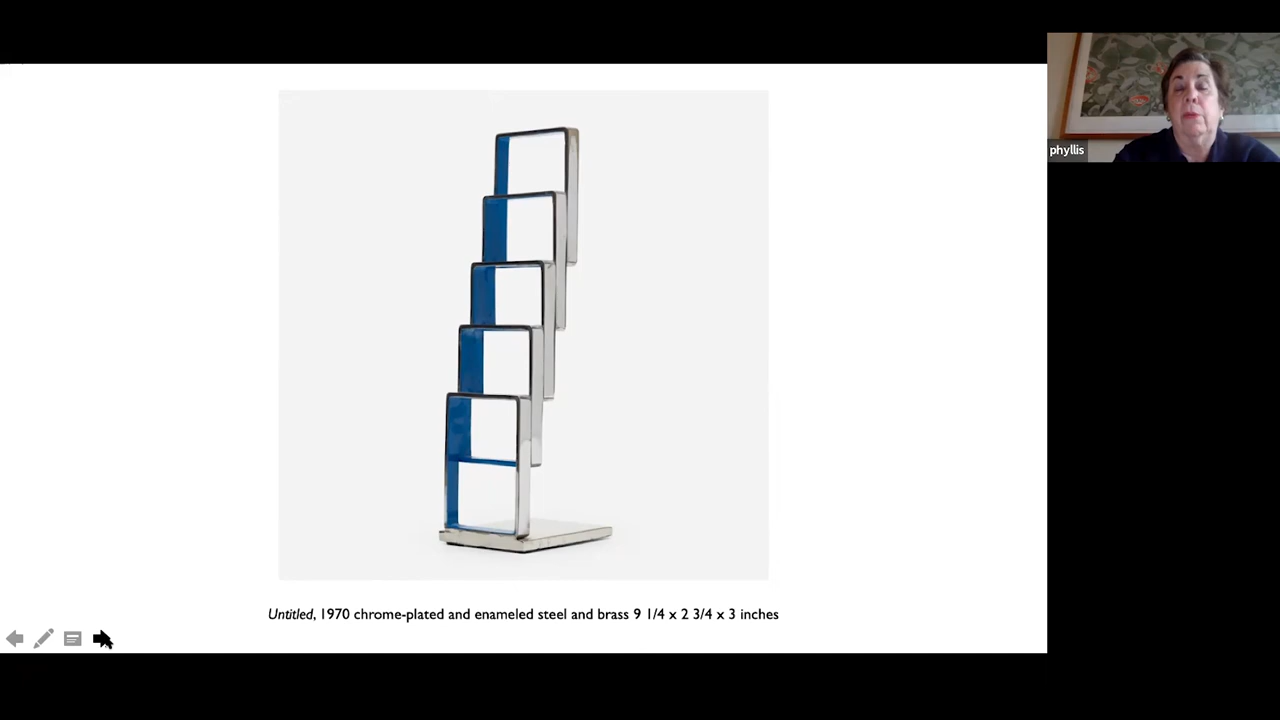 phyllis
Untitled, 1970 chrome-plated and enameled steel and brass 9 1/4 x 2 3/4 x 3 inches